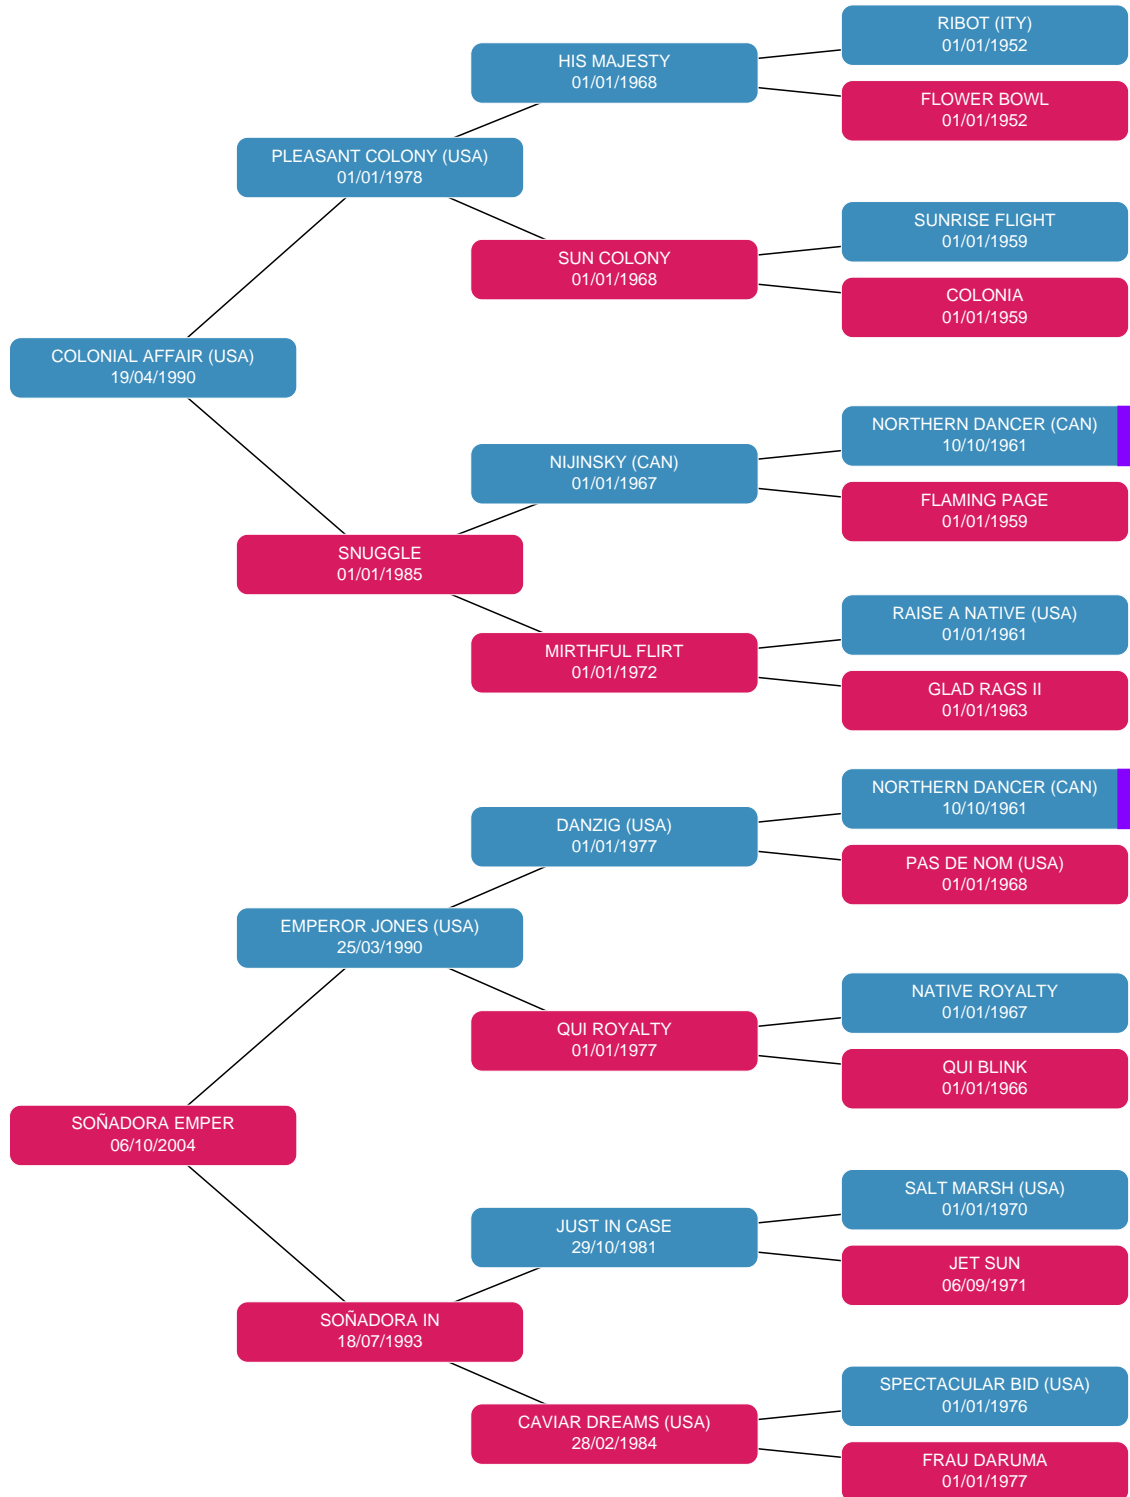 RIBOT (ITY)
01/01/1952
HIS MAJESTY
01/01/1968
FLOWER BOWL
01/01/1952
PLEASANT COLONY (USA)
01/01/1978
SUNRISE FLIGHT
01/01/1959
SUN COLONY
01/01/1968
COLONIA
01/01/1959
COLONIAL AFFAIR (USA)
19/04/1990
NORTHERN DANCER (CAN)
10/10/1961
NIJINSKY (CAN)
01/01/1967
FLAMING PAGE
01/01/1959
SNUGGLE
01/01/1985
RAISE A NATIVE (USA)
01/01/1961
MIRTHFUL FLIRT
01/01/1972
GLAD RAGS II
01/01/1963
NORTHERN DANCER (CAN)
10/10/1961
DANZIG (USA)
01/01/1977
PAS DE NOM (USA)
01/01/1968
EMPEROR JONES (USA)
25/03/1990
NATIVE ROYALTY
01/01/1967
QUI ROYALTY
01/01/1977
QUI BLINK
01/01/1966
SOÑADORA EMPER
06/10/2004
SALT MARSH (USA)
01/01/1970
JUST IN CASE
29/10/1981
JET SUN
06/09/1971
SOÑADORA IN
18/07/1993
SPECTACULAR BID (USA)
01/01/1976
CAVIAR DREAMS (USA)
28/02/1984
FRAU DARUMA
01/01/1977